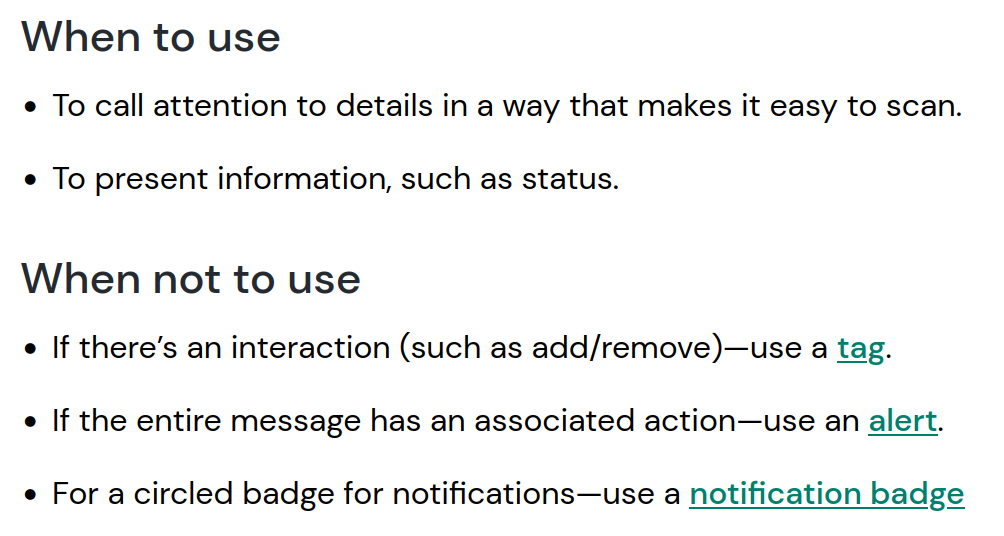 When to use
• To call attention to details in a way that makes it easy to scan.
• To present information, such as status.
When not to use
• If there’s an interaction (such as add/remove)—use a tag.
• If the entire message has an associated action—use an alert.
• For a circled badge for notifications—use a notification badge